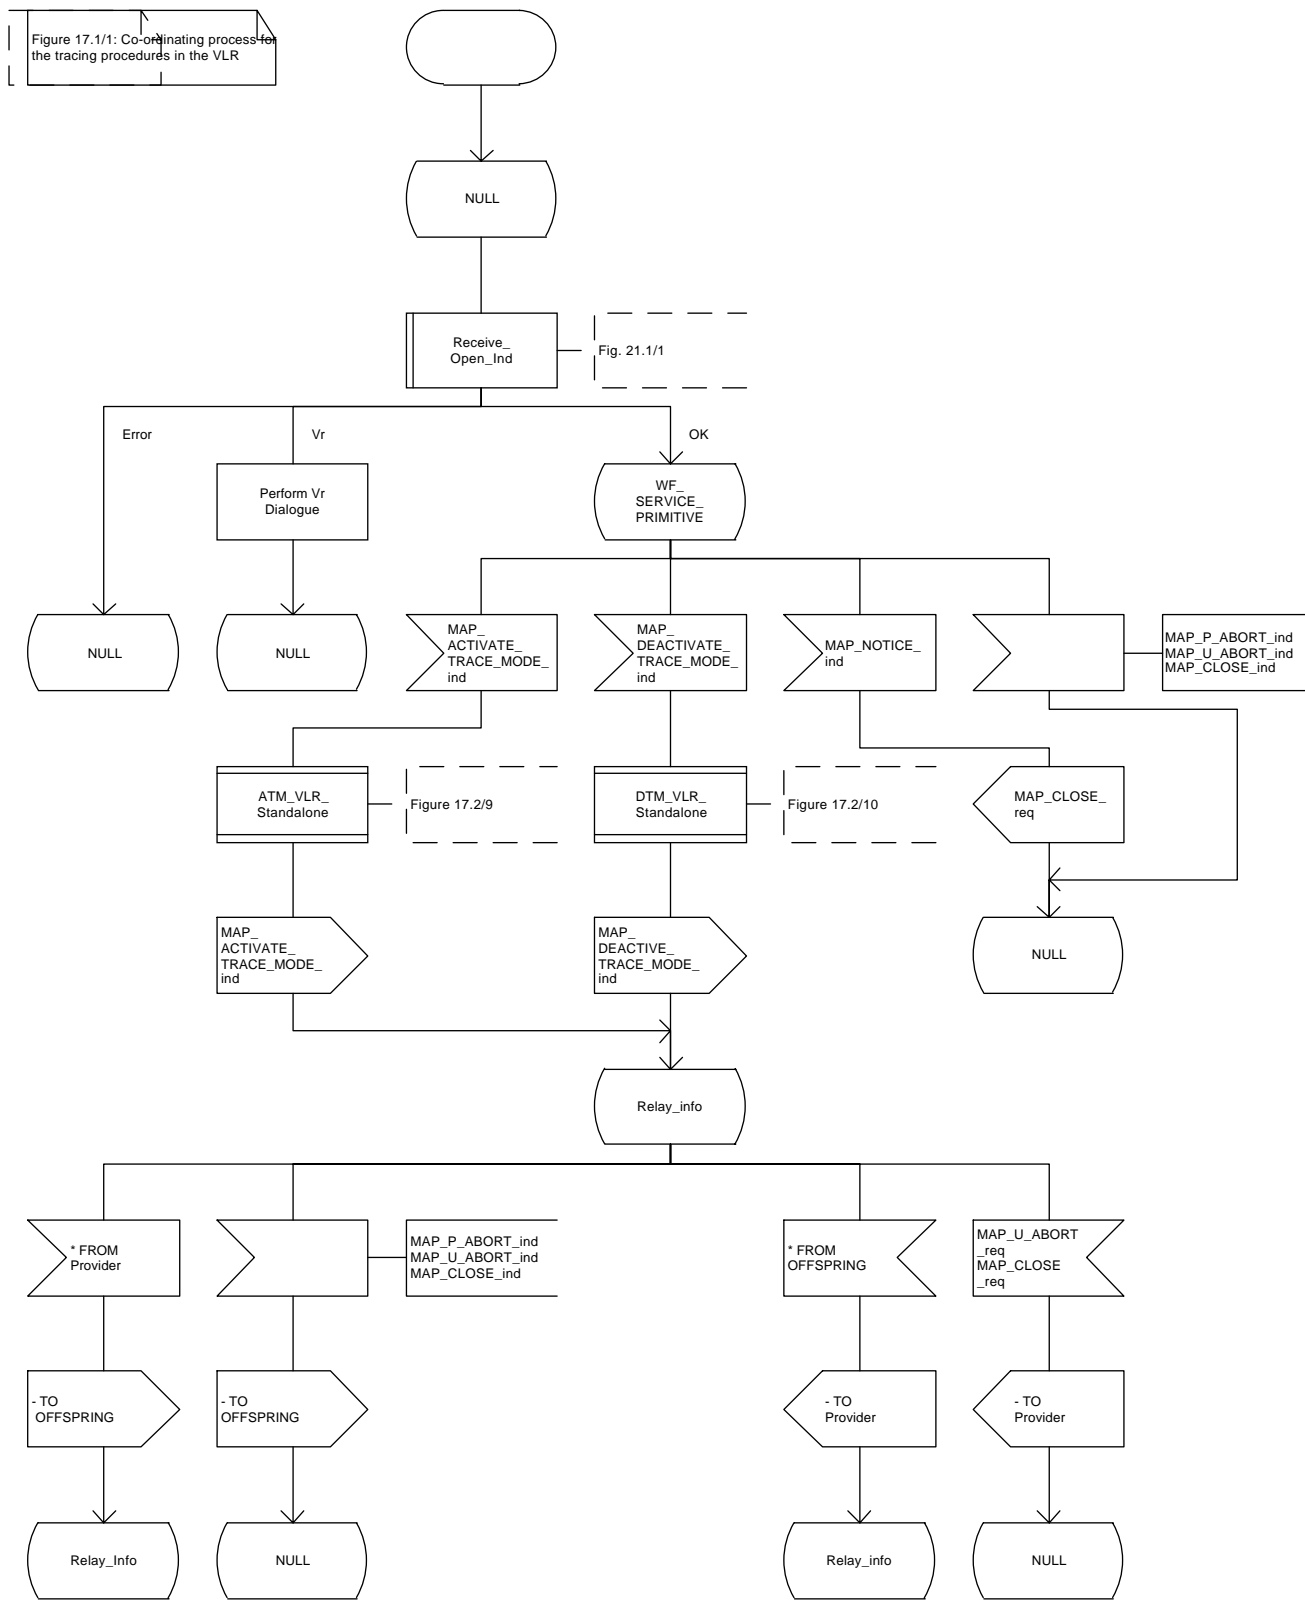 Figure 17.1/1: Co-ordinating process for
the tracing procedures in the VLR
NULL
Receive_
Open_Ind
Fig. 21.1/1
Error
Vr
OK
Perform Vr
Dialogue
WF_
SERVICE_
PRIMITIVE
NULL
NULL
MAP_
ACTIVATE_
TRACE_MODE_
ind
MAP_
DEACTIVATE_
TRACE_MODE_
ind
MAP_NOTICE_
ind
MAP_P_ABORT_ind
MAP_U_ABORT_ind
MAP_CLOSE_ind
ATM_VLR_
Standalone
Figure 17.2/9
DTM_VLR_
Standalone
Figure 17.2/10
MAP_CLOSE_
req
MAP_
ACTIVATE_
TRACE_MODE_
ind
MAP_
DEACTIVE_
TRACE_MODE_
ind
NULL
Relay_info
* FROM
Provider
MAP_P_ABORT_ind
MAP_U_ABORT_ind
MAP_CLOSE_ind
* FROM
OFFSPRING
MAP_U_ABORT
_req
MAP_CLOSE
_req
- TO
OFFSPRING
- TO
OFFSPRING
- TO
Provider
- TO
Provider
Relay_Info
NULL
Relay_info
NULL